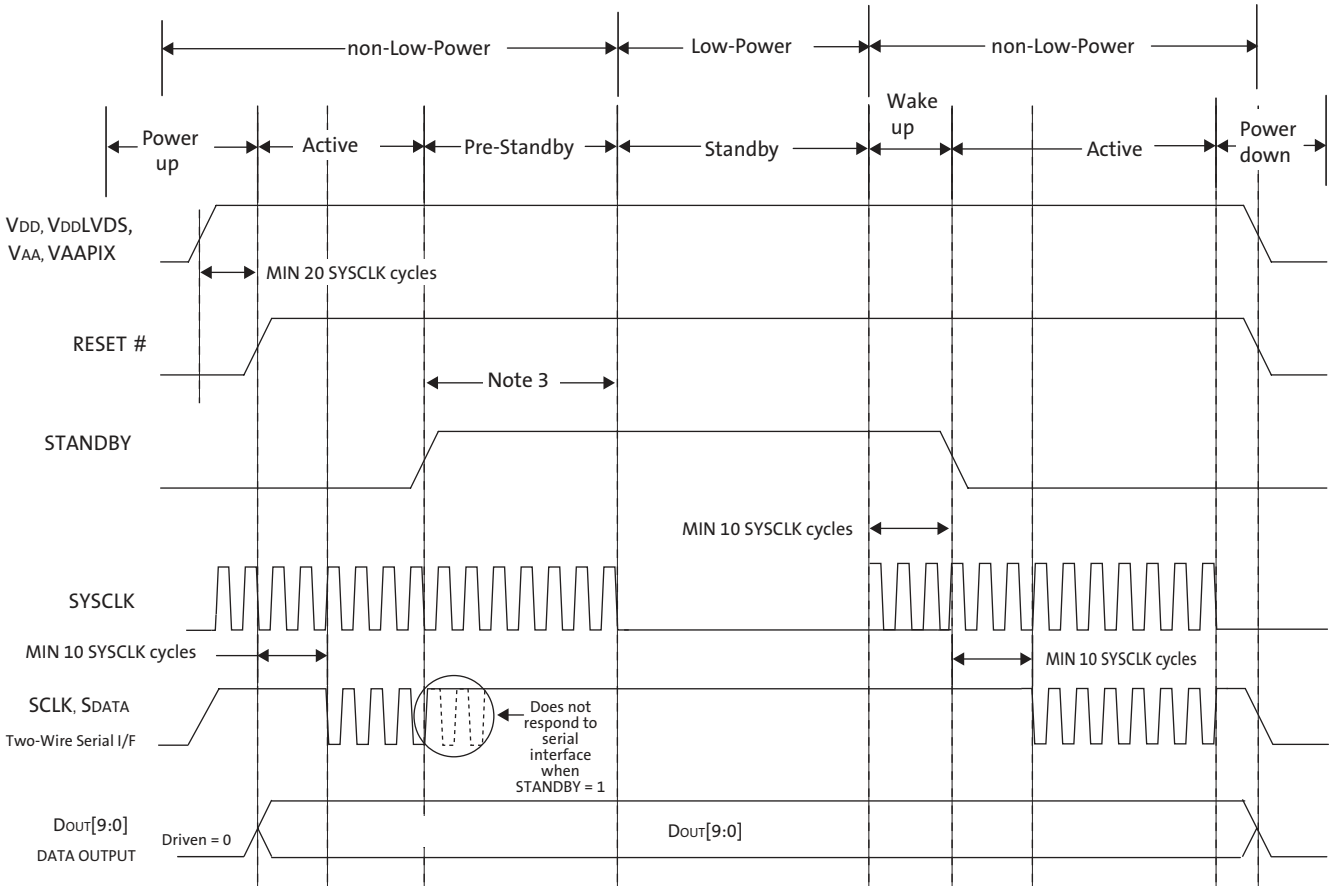 non-Low-Power
Low-Power
non-Low-Power
Power
up
Active
Pre-Standby
Standby
Wake
up
Active
Power
down
VDD, VDDLVDS,
VAA, VAAPIX
MIN 20 SYSCLK cycles
RESET #
Note 3
STANDBY
MIN 10 SYSCLK cycles
SYSCLK
MIN 10 SYSCLK cycles
MIN 10 SYSCLK cycles
SCLK, SDATA
Two-Wire Serial I/F
Does not
respond to
serial
interface
when
STANDBY = 1
DOUT[9:0]
DATA OUTPUT
Driven = 0
DOUT[9:0]